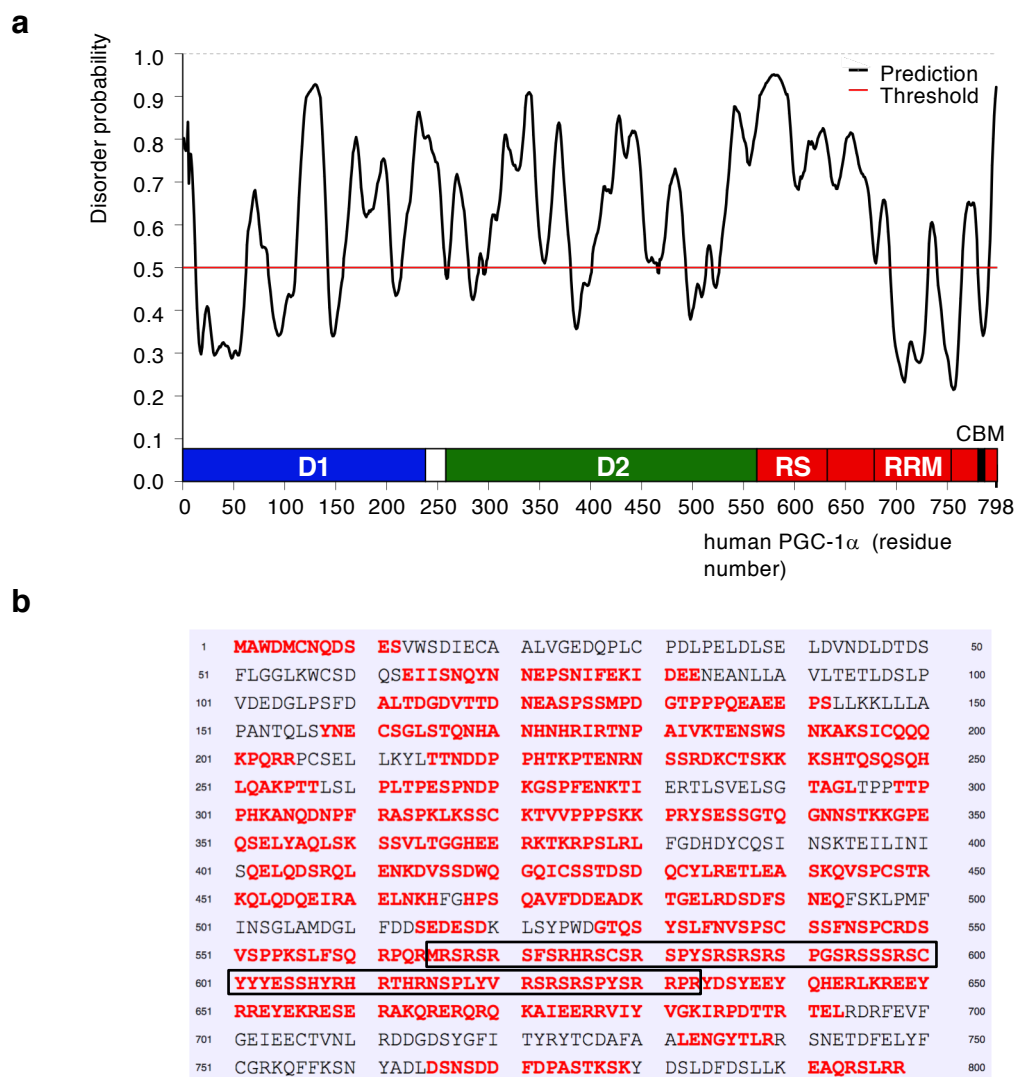 a
Disorder probability
1.0
0.9
0.8
0.7
0.6
0.5
0.4
0.3
0.2
0.1
0.0
Prediction
Threshold
CBM
D1 D2 RS RRM
0 50 100 150 200 250 300 350 400 450 500 550 600 650 700 750 798
human PGC-1α (residue
number)
b
1 MAWDMCNQDS ESVWSDIECA ALVGEDQPLC PDLPELDLSE LDVNDLDTDS 50
51 FLGGLKWCSD QSEIISNQYN NEPSNIFEKI DEENEANLLA VLTETLDSLP 100
101 VDEDGLPSFD ALTDGDVTTD NEASPSSMPD GTPPPQEAEE PSLLKKLLLA 150
151 PANTQLSYNE CSGLSTQNHA NHNHRIRTNP AIVKTENSWS NKAKSICQQQ 200
201 KPQRRPCSEL LKYLTTNDDP PHTKPTENRN SSRDKCTSKK KSHTQSQSQH 250
251 LQAKPTTLSL PLTPESPNDP KGSPFENKTI ERTLSVELSG TAGLTPPTTP 300
301 PHKANQDNPF RASPKLKSSC KTVVPPPSKK PRYSESSGTQ GNNSTKKGPE 350
351 QSELYAQLSK SSVLTGGHEE RKTKRPSLRL FGDHDYCQSI NSKTEILINI 400
401 SQELQDSRQL ENKDVSSDWQ GQICSSTDSD QCYLRETLEA SKQVSPCSTR 450
451 KQLQDQEIRA ELNKHFGHPS QAVFDDEADK TGELRDSDFS NEQFSKLPMF 500
501 INSGLAMDGL FDDSEDESDK LSYPWDGTQS YSLFNVSPSC SSFNSPCRDS 550
551 VSPPKSLFSQ RPQRMRSRSR SFSRHRSCSR SPYSRSRSRS PGSRSSSRSC 600
601 YYYESSHYRH RTHRNSPLYV RSRSRSPYSR RPRYDSYEEY QHERLKREEY 650
651 RREYEKRESE RAKQRERQRQ KAIEERRVIY VGKIRPDTTR TELRDRFEVF 700
701 GEIEECTVNL RDDGDSYGFI TYRYTCDAFA ALENGYTLRR SNETDFELYF 750
751 CGRKQFFKSN YADLDSNSDD FDPASTKSKY DSLDFDSLLK EAQRSLRR 800